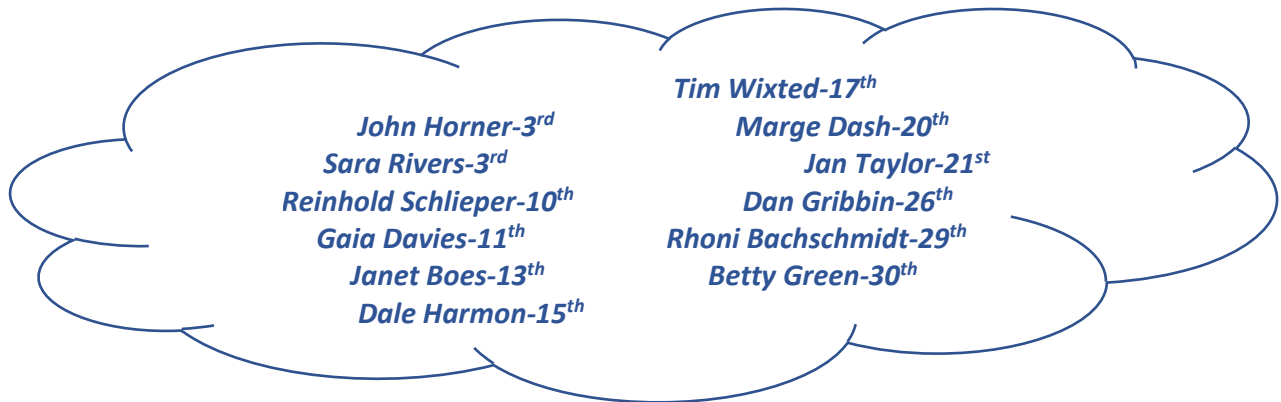 John Horner-3rd
Sara Rivers-3rd
Reinhold Schlieper-10th
Gaia Davies-11th
Janet Boes-13th
Dale Harmon-15th
Tim Wixted-17th
Marge Dash-20th
Jan Taylor-21st
Dan Gribbin-26th
Rhoni Bachschmidt-29th
Betty Green-30th